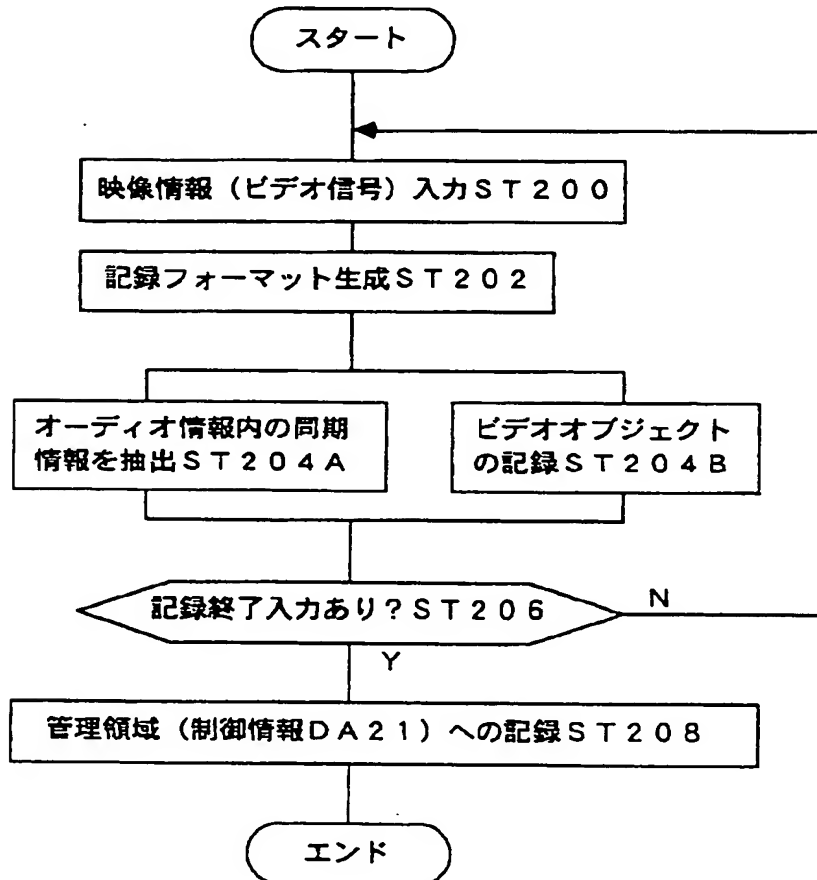 スタート
映像情報（ビデオ信号）入力ＳＴ２００
記録フォーマット生成ＳＴ２０２
オーディオ情報内の同期
情報を抽出ＳＴ２０４Ａ
ビデオオブジェクト
の記録ＳＴ２０４Ｂ
記録終了入力あり？ＳＴ２０６
N
Y
管理領域（制御情報ＤＡ２１）への記録ＳＴ２０８
エンド